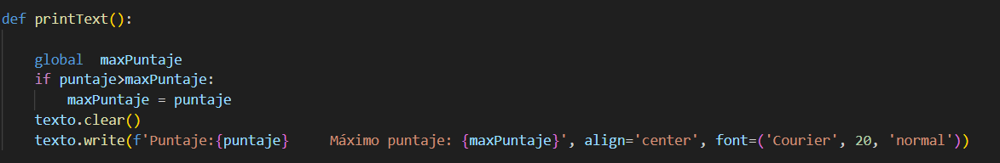 def printText():
global  maxPuntaje
if puntaje>maxPuntaje:
maxPuntaje = puntaje
texto.clear()
texto.write(f'Puntaje:{puntaje}     Máximo puntaje: {maxPuntaje}', align='center', font=('Courier', 20, 'normal'))